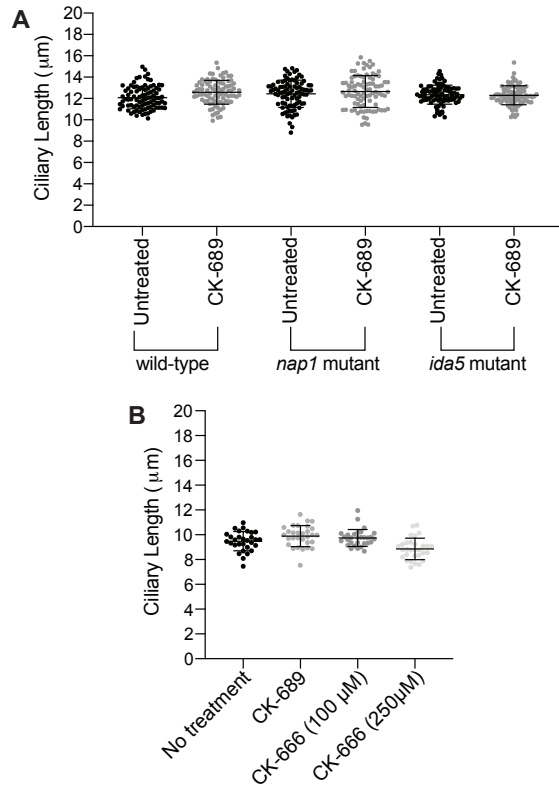 A
Ciliary Length (μm)
20
18
16
14
12
10
8
6
4
2
0
Untreated
CK-689
Untreated
CK-689
Untreated
CK-689
wild-type
nap1 mutant
ida5 mutant
B
Ciliary Length (μm)
20
18
16
14
12
10
8
6
4
2
0
No treatment
CK-689
CK-666 (100 μM)
CK-666 (250μM)